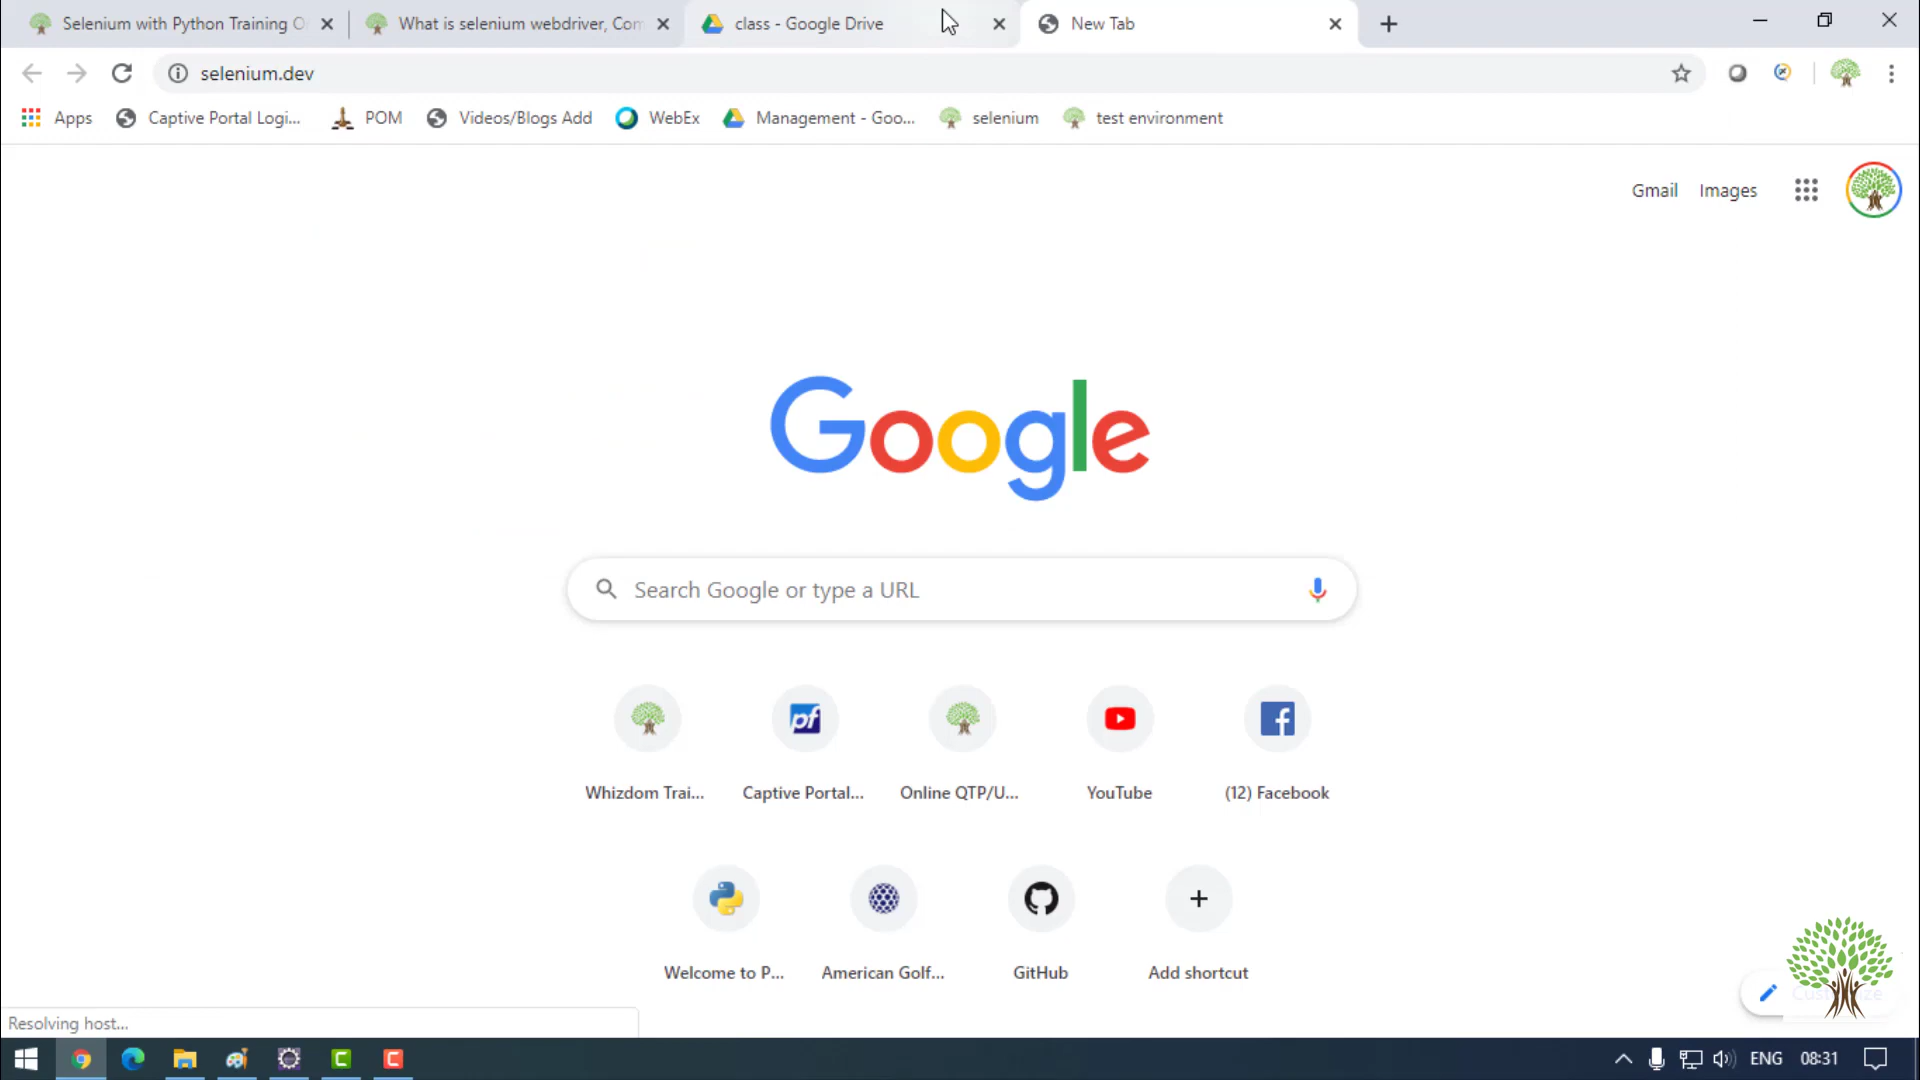 Selenium with Python Training O
What is selenium webdriver, Com
class - Google Drive
New Tab
selenium.dev
Apps
Captive Portal Logi...
POM
Videos/Blogs Add
WebEx
Management - Goo...
selenium
test environment
Gmail
Images
Google
Search Google or type a URL
Whizdom Trai...
Captive Portal...
Online QTP/U...
YouTube
(12) Facebook
Welcome to P...
American Golf...
GitHub
Add shortcut
Resolving host...
ENG
08:31